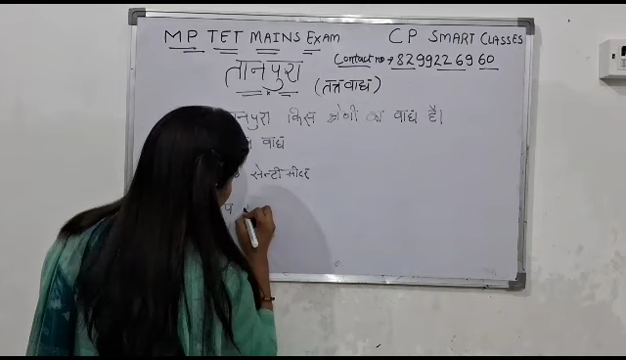 MP TET MAINS EXAM CP SMART CLASSES
Contact no → 8299226960
तानपुरा (तत वाद्य)
नपुरा किस श्रेणी का वाद्य है।
वाद्य
सेन्टीमीटर
प